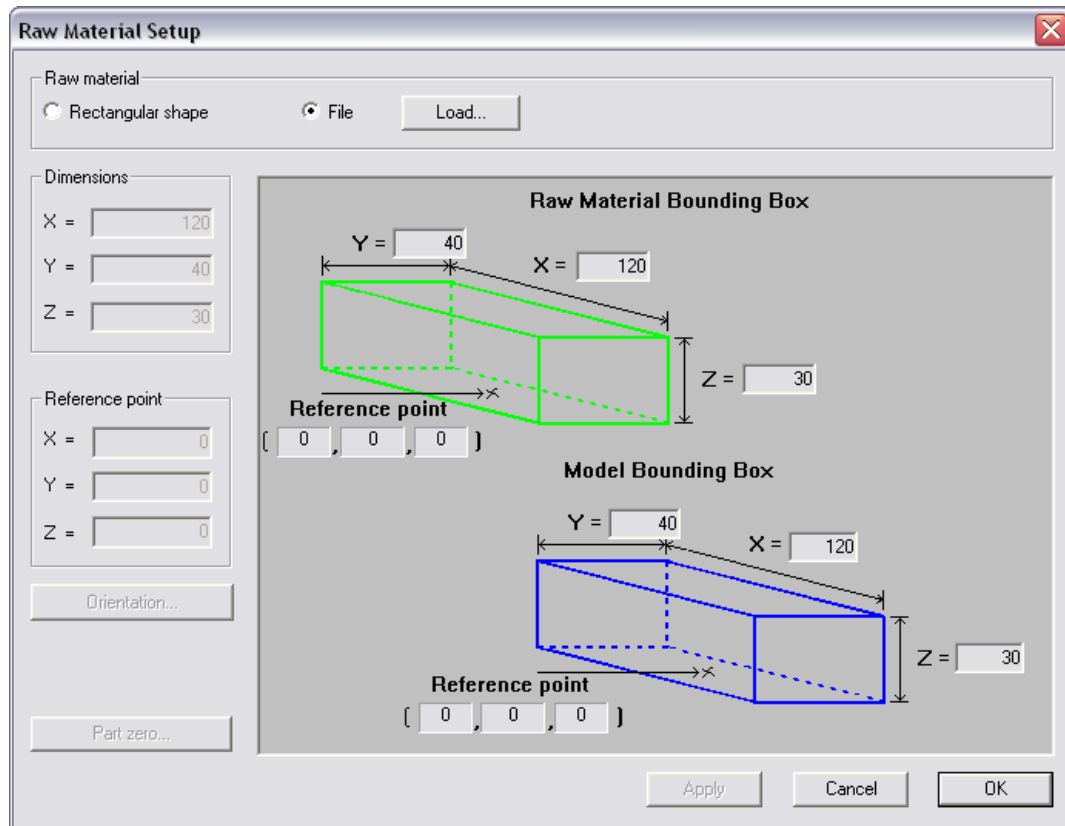 Raw Material Setup
Raw material
Rectangular shape
File
Load...
Dimensions
X = 120
Y = 40
Z = 30
Reference point
X = 0
Y = 0
Z = 0
Orientation...
Part zero...
Raw Material Bounding Box
Y = 40
X = 120
Z = 30
Reference point
( 0 , 0 , 0 )
Model Bounding Box
Y = 40
X = 120
Z = 30
Reference point
( 0 , 0 , 0 )
Apply
Cancel
OK